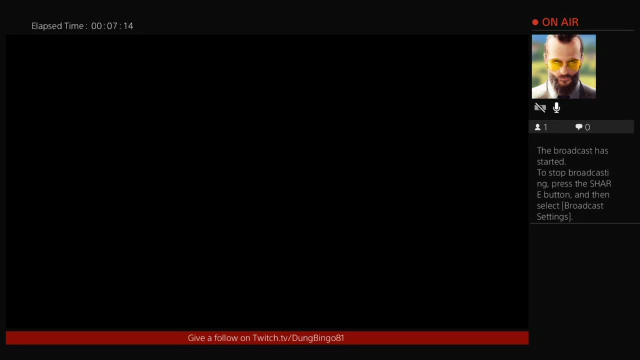 Elapsed Time : 00:07:14
ON AIR
1
0
The broadcast has
started.
To stop broadcasti
ng, press the SHAR
E button, and then
select [Broadcast
Settings].
Give a follow on Twitch.tv/DungBingo81